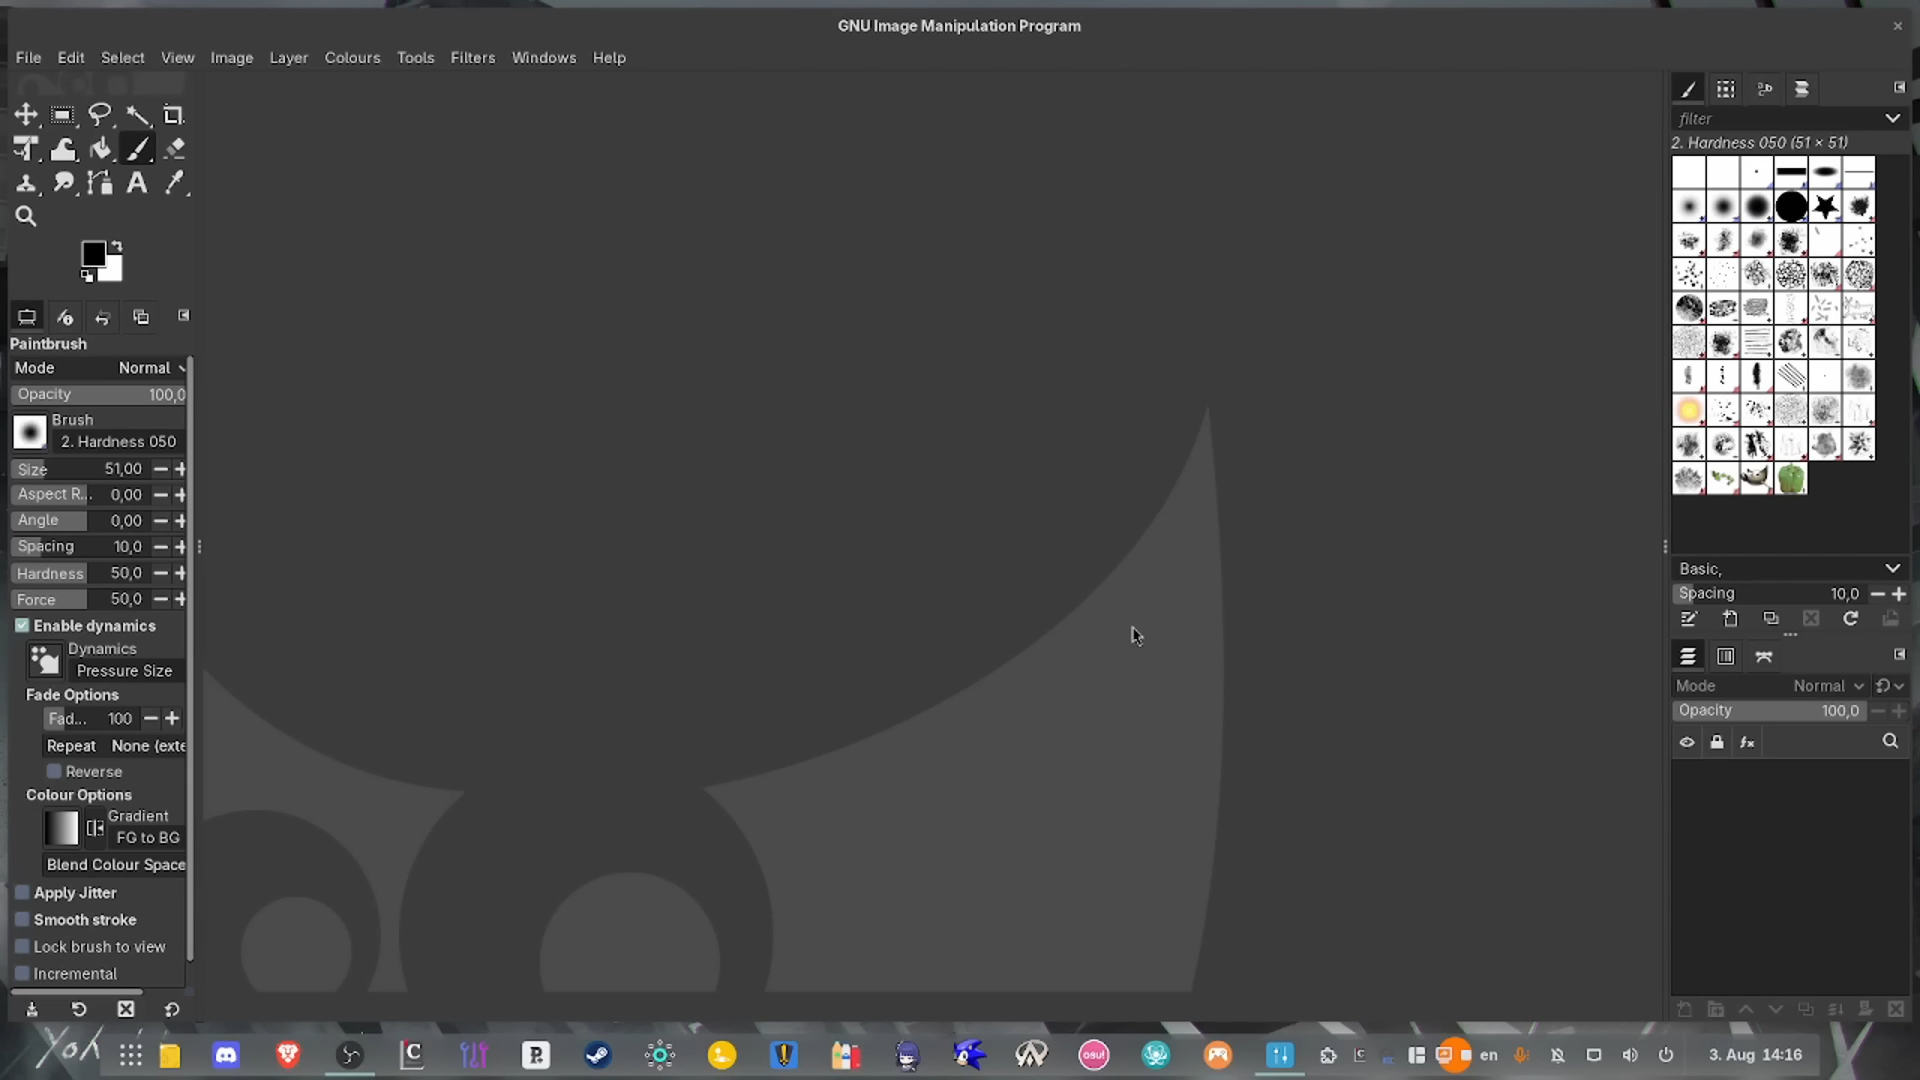 GNU Image Manipulation Program
File Edit Select View Image Layer Colours Tools Filters Windows Help
filter
2. Hardness 050 (51 × 51)
Paintbrush
Mode Normal
Opacity 100,0
Brush
2. Hardness 050
Size 51,00
Aspect R... 0,00
Angle 0,00
Spacing 10,0
Hardness 50,0
Force 50,0
Enable dynamics
Dynamics
Pressure Size
Fade Options
Fad... 100
Repeat None (exte
Reverse
Colour Options
Gradient
FG to BG
Blend Colour Space
Apply Jitter
Smooth stroke
Lock brush to view
Incremental
Basic,
Spacing 10,0
Mode Normal
Opacity 100,0
osu!
en
3. Aug 14:16